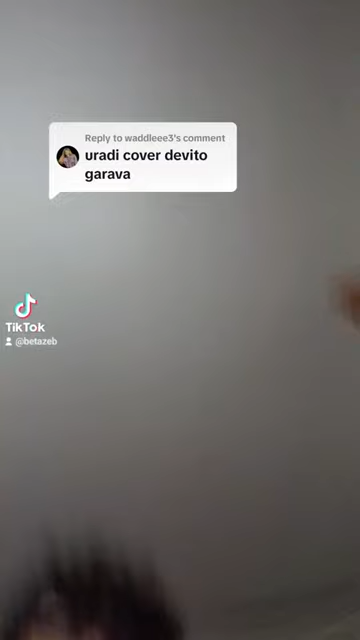 Reply to waddleee3's comment
uradi cover devito
garava
TikTok
@betazeb